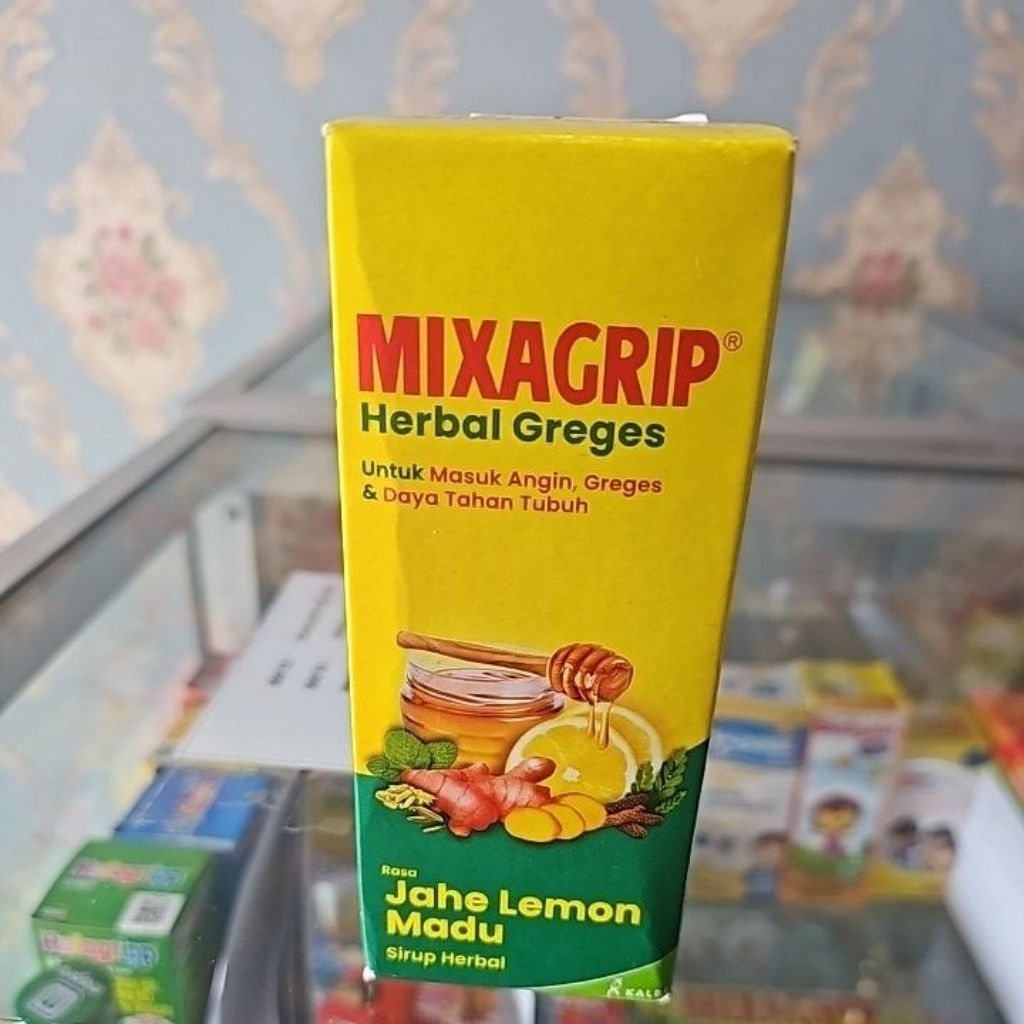 MIXAGRIP®
Herbal Greges
Untuk Masuk Angin, Greges
& Daya Tahan Tubuh
Rasa
Jahe Lemon
Madu
Sirup Herbal